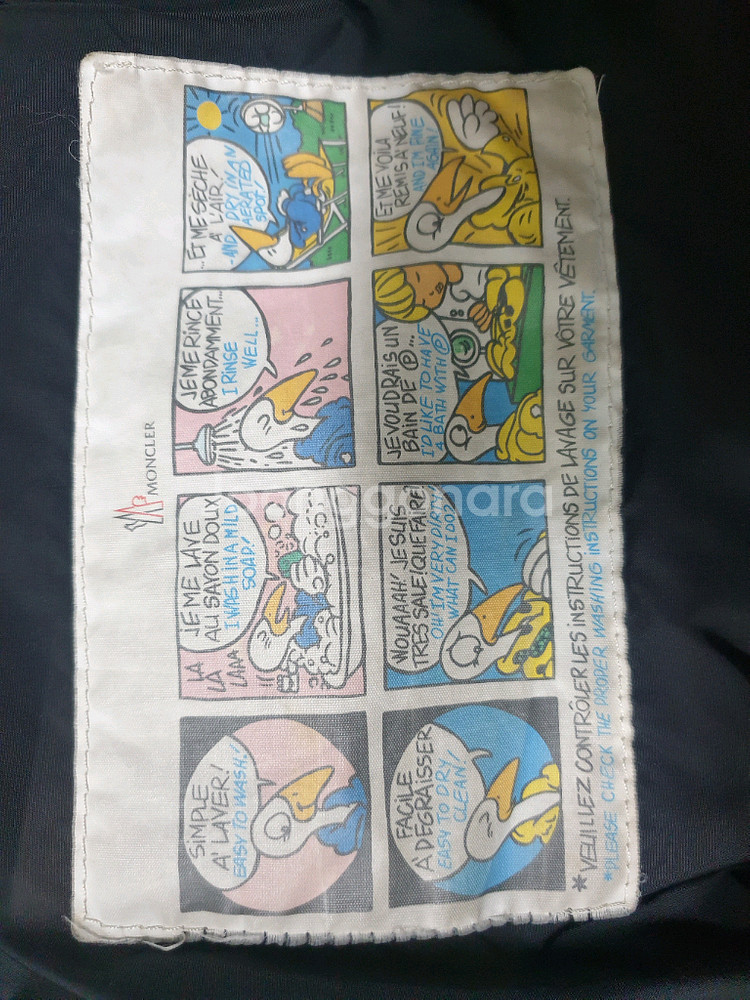 MONCLER
SIMPLE
A' LAVER!
EASY TO WASH!
JE ME LAVE
AU SAVON DOUX
I WASH IN A MILD
SOAP!
LA
LA
LAAA
JE ME RINCE
ABONDAMMENT...
I RINSE
WELL...
...ET ME SÈCHE
A' L'AIR!
-AND DRY IN AN
AERATED
SPOT!
FACILE
A' DÉGRAISSER
EASY TO DRY
CLEAN!
WOUAAAH! JE SUIS
TRÈS SALE! QUE FAIRE?
OH! I'M VERY DIRTY!
WHAT CAN I DO??
JE VOUDRAIS UN
BAIN DE Ⓟ...
I'D LIKE TO HAVE
A BATH WITH Ⓟ
ET ME VOILÀ
REMIS A' NEUF!
AND I'M FINE
AGAIN!
*VEUILLEZ CONTRÔLER LES INSTRUCTIONS DE LAVAGE SUR VÔTRE VÊTEMENT.
*PLEASE CHECK THE PROPER WASHING INSTRUCTIONS ON YOUR GARMENT.